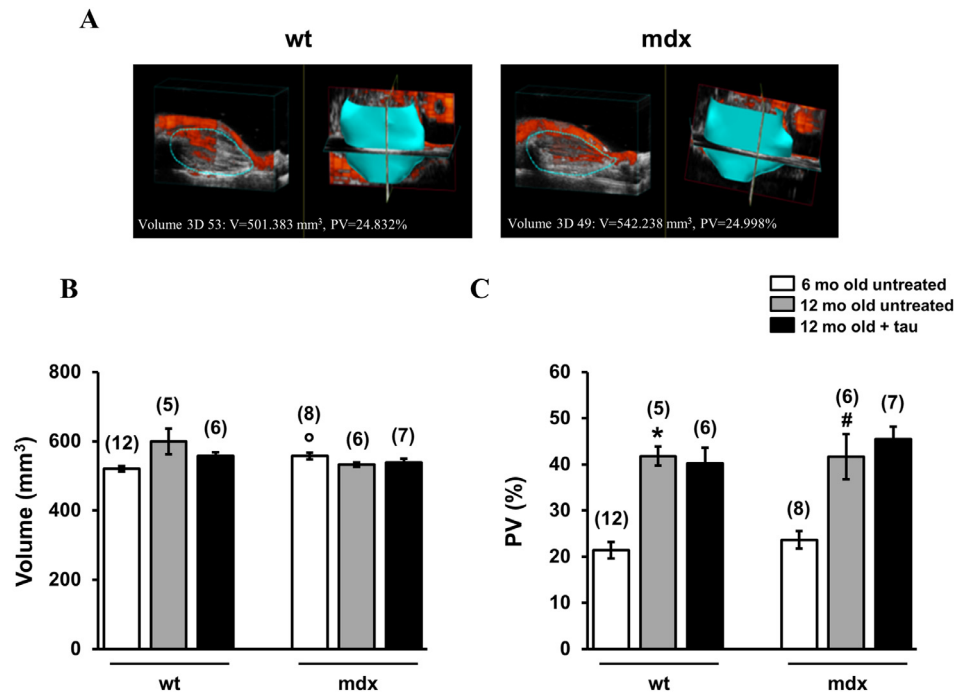 A
wt
mdx
Volume 3D 53: V=501.383 mm³, PV=24.832%
Volume 3D 49: V=542.238 mm³, PV=24.998%
B
C
6 mo old untreated
12 mo old untreated
12 mo old + tau
Volume (mm³)
800
600
400
200
0
(12)
(5)
(6)
(8)
°
(6)
(7)
wt
mdx
PV (%)
60
50
40
30
20
10
0
(12)
(5)
*
(6)
(8)
(6)
#
(7)
wt
mdx